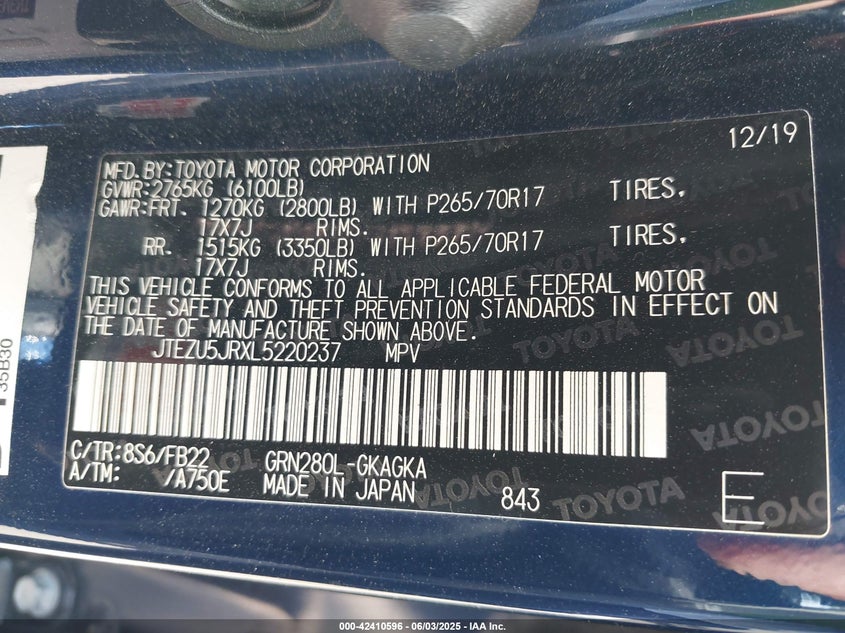 12/19
MFD.BY:TOYOTA MOTOR CORPORATION
GVWR:2765KG (6100LB)
GAWR:FRT. 1270KG (2800LB) WITH P265/70R17 TIRES,
17X7J RIMS.
RR. 1515KG (3350LB) WITH P265/70R17 TIRES,
17X7J RIMS.
THIS VEHICLE CONFORMS TO ALL APPLICABLE FEDERAL MOTOR
VEHICLE SAFETY AND THEFT PREVENTION STANDARDS IN EFFECT ON
THE DATE OF MANUFACTURE SHOWN ABOVE.
JTEZU5JRXL5220237 MPV
C/TR:8S6/FB22 GRN280L-GKAGKA
A/TM: /A750E MADE IN JAPAN 843 E
TOYOTA
35B30
000-42410596 - 06/03/2025 - IAA, Inc.